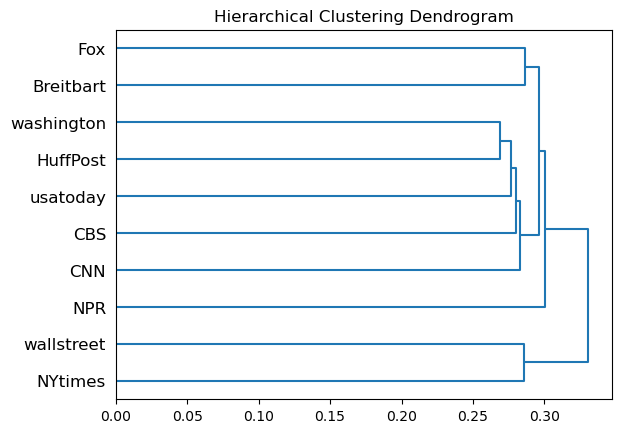 Hierarchical Clustering Dendrogram
Fox
Breitbart
washington
HuffPost
usatoday
CBS
CNN
NPR
wallstreet
NYtimes
0.00 0.05 0.10 0.15 0.20 0.25 0.30